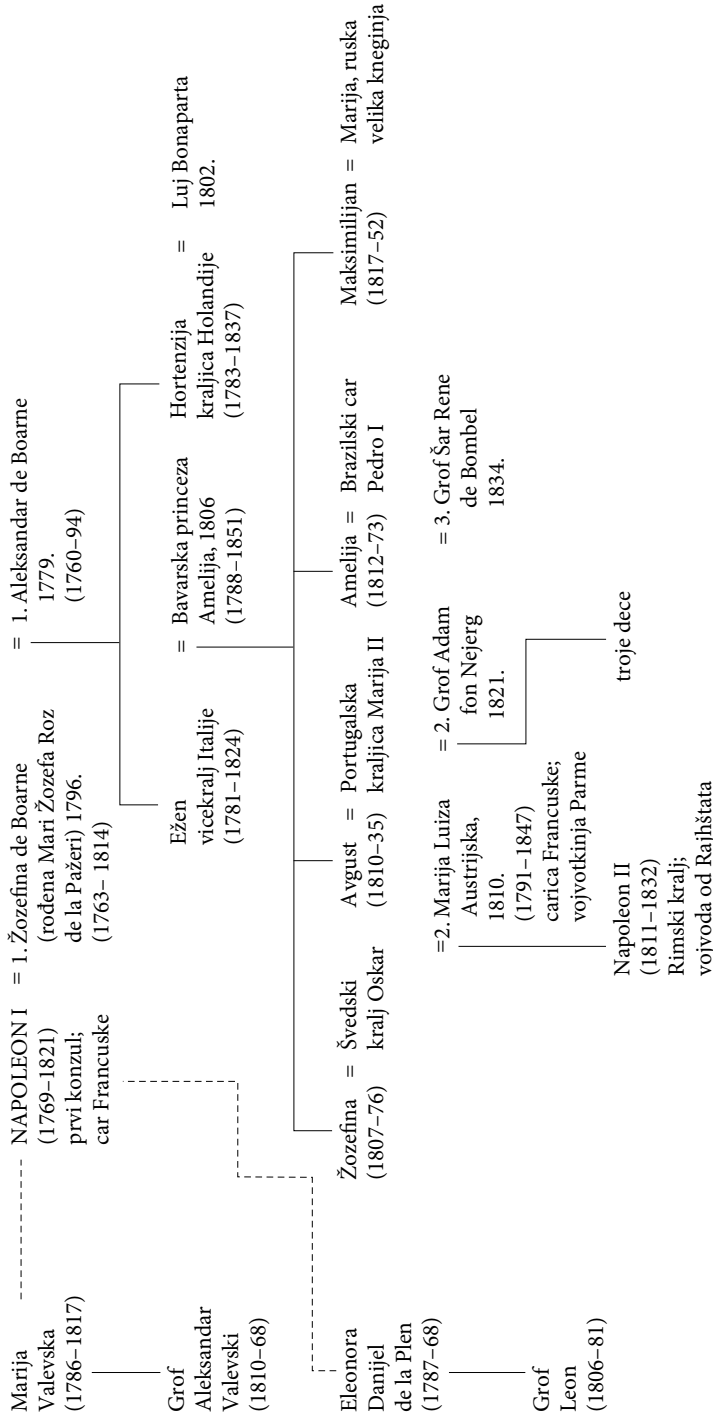 Marija
Valevska
(1786–1817)
NAPOLEON I
(1769–1821)
prvi konzul;
car Francuske
= 1. Žozefina de Boarne
(rođena Mari Žozefa Roz
de la Pažeri) 1796.
(1763– 1814)
= 1. Aleksandar de Boarne
1779.
(1760–94)
Grof
Aleksandar
Valevski
(1810–68)
Ežen
vicekralj Italije
(1781–1824)
= Bavarska princeza
Amelija, 1806
(1788–1851)
Hortenzija
kraljica Holandije
(1783–1837)
= Luj Bonaparta
1802.
Eleonora
Danijel
de la Plen
(1787–68)
Žozefina
(1807–76)
= Švedski
kralj Oskar
Avgust
(1810–35)
= Portugalska
kraljica Marija II
Amelija
(1812–73)
= Brazilski car
Pedro I
Maksimilijan
(1817–52)
= Marija, ruska
velika kneginja
Grof
Leon
(1806–81)
=2. Marija Luiza
Austrijska,
1810.
(1791–1847)
carica Francuske;
vojvotkinja Parme
= 2. Grof Adam
fon Nejerg
1821.
= 3. Grof Šar Rene
de Bombel
1834.
Napoleon II
(1811–1832)
Rimski kralj;
vojvoda od Rajhštata
troje dece